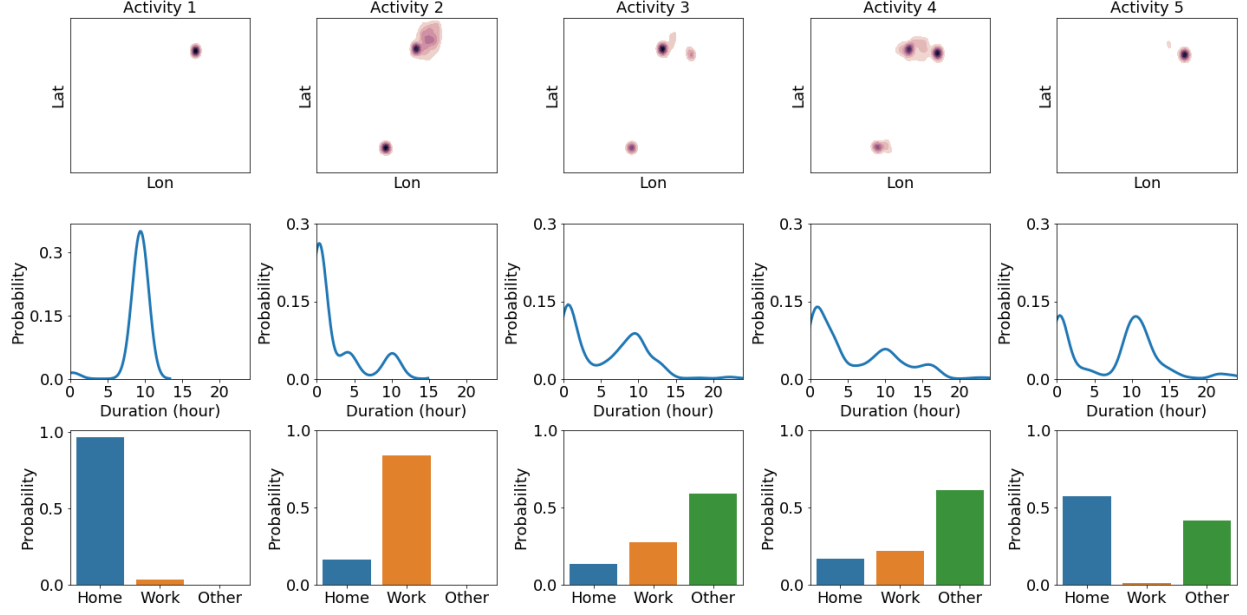 Activity 1 Activity 2 Activity 3 Activity 4 Activity 5
Lat Lat Lat Lat Lat
Lon Lon Lon Lon Lon
Probability Probability Probability Probability Probability
0.3 0.3 0.3 0.3 0.3
0.15 0.15 0.15 0.15 0.15
0.0 0.0 0.0 0.0 0.0
0 5 10 15 20 0 5 10 15 20 0 5 10 15 20 0 5 10 15 20 0 5 10 15 20
Duration (hour) Duration (hour) Duration (hour) Duration (hour) Duration (hour)
Probability Probability Probability Probability Probability
1.0 1.0 1.0 1.0 1.0
0.5 0.5 0.5 0.5 0.5
0.0 0.0 0.0 0.0 0.0
Home Work Other Home Work Other Home Work Other Home Work Other Home Work Other